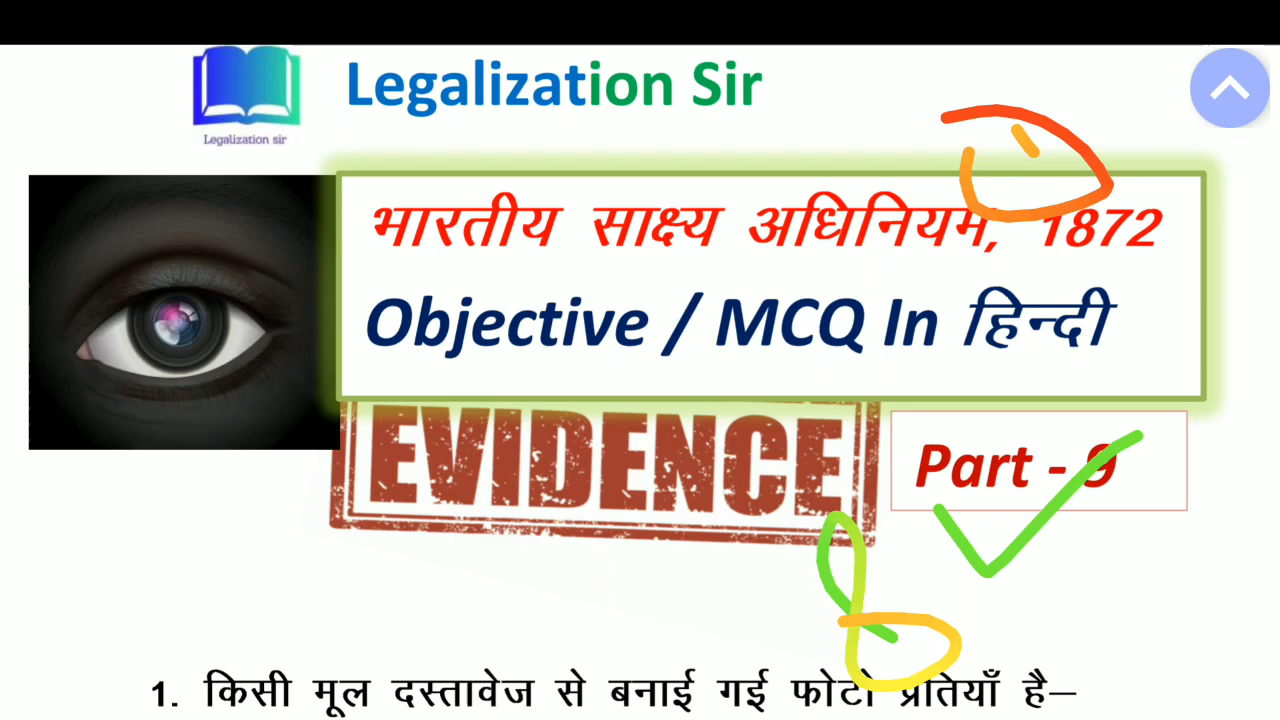 Legalization Sir
Legalization sir
भारतीय साक्ष्य अधिनियम, 1872
Objective / MCQ In हिन्दी
EVIDENCE
Part - 9
1. किसी मूल दस्तावेज से बनाई गई फोटो प्रतियाँ है–